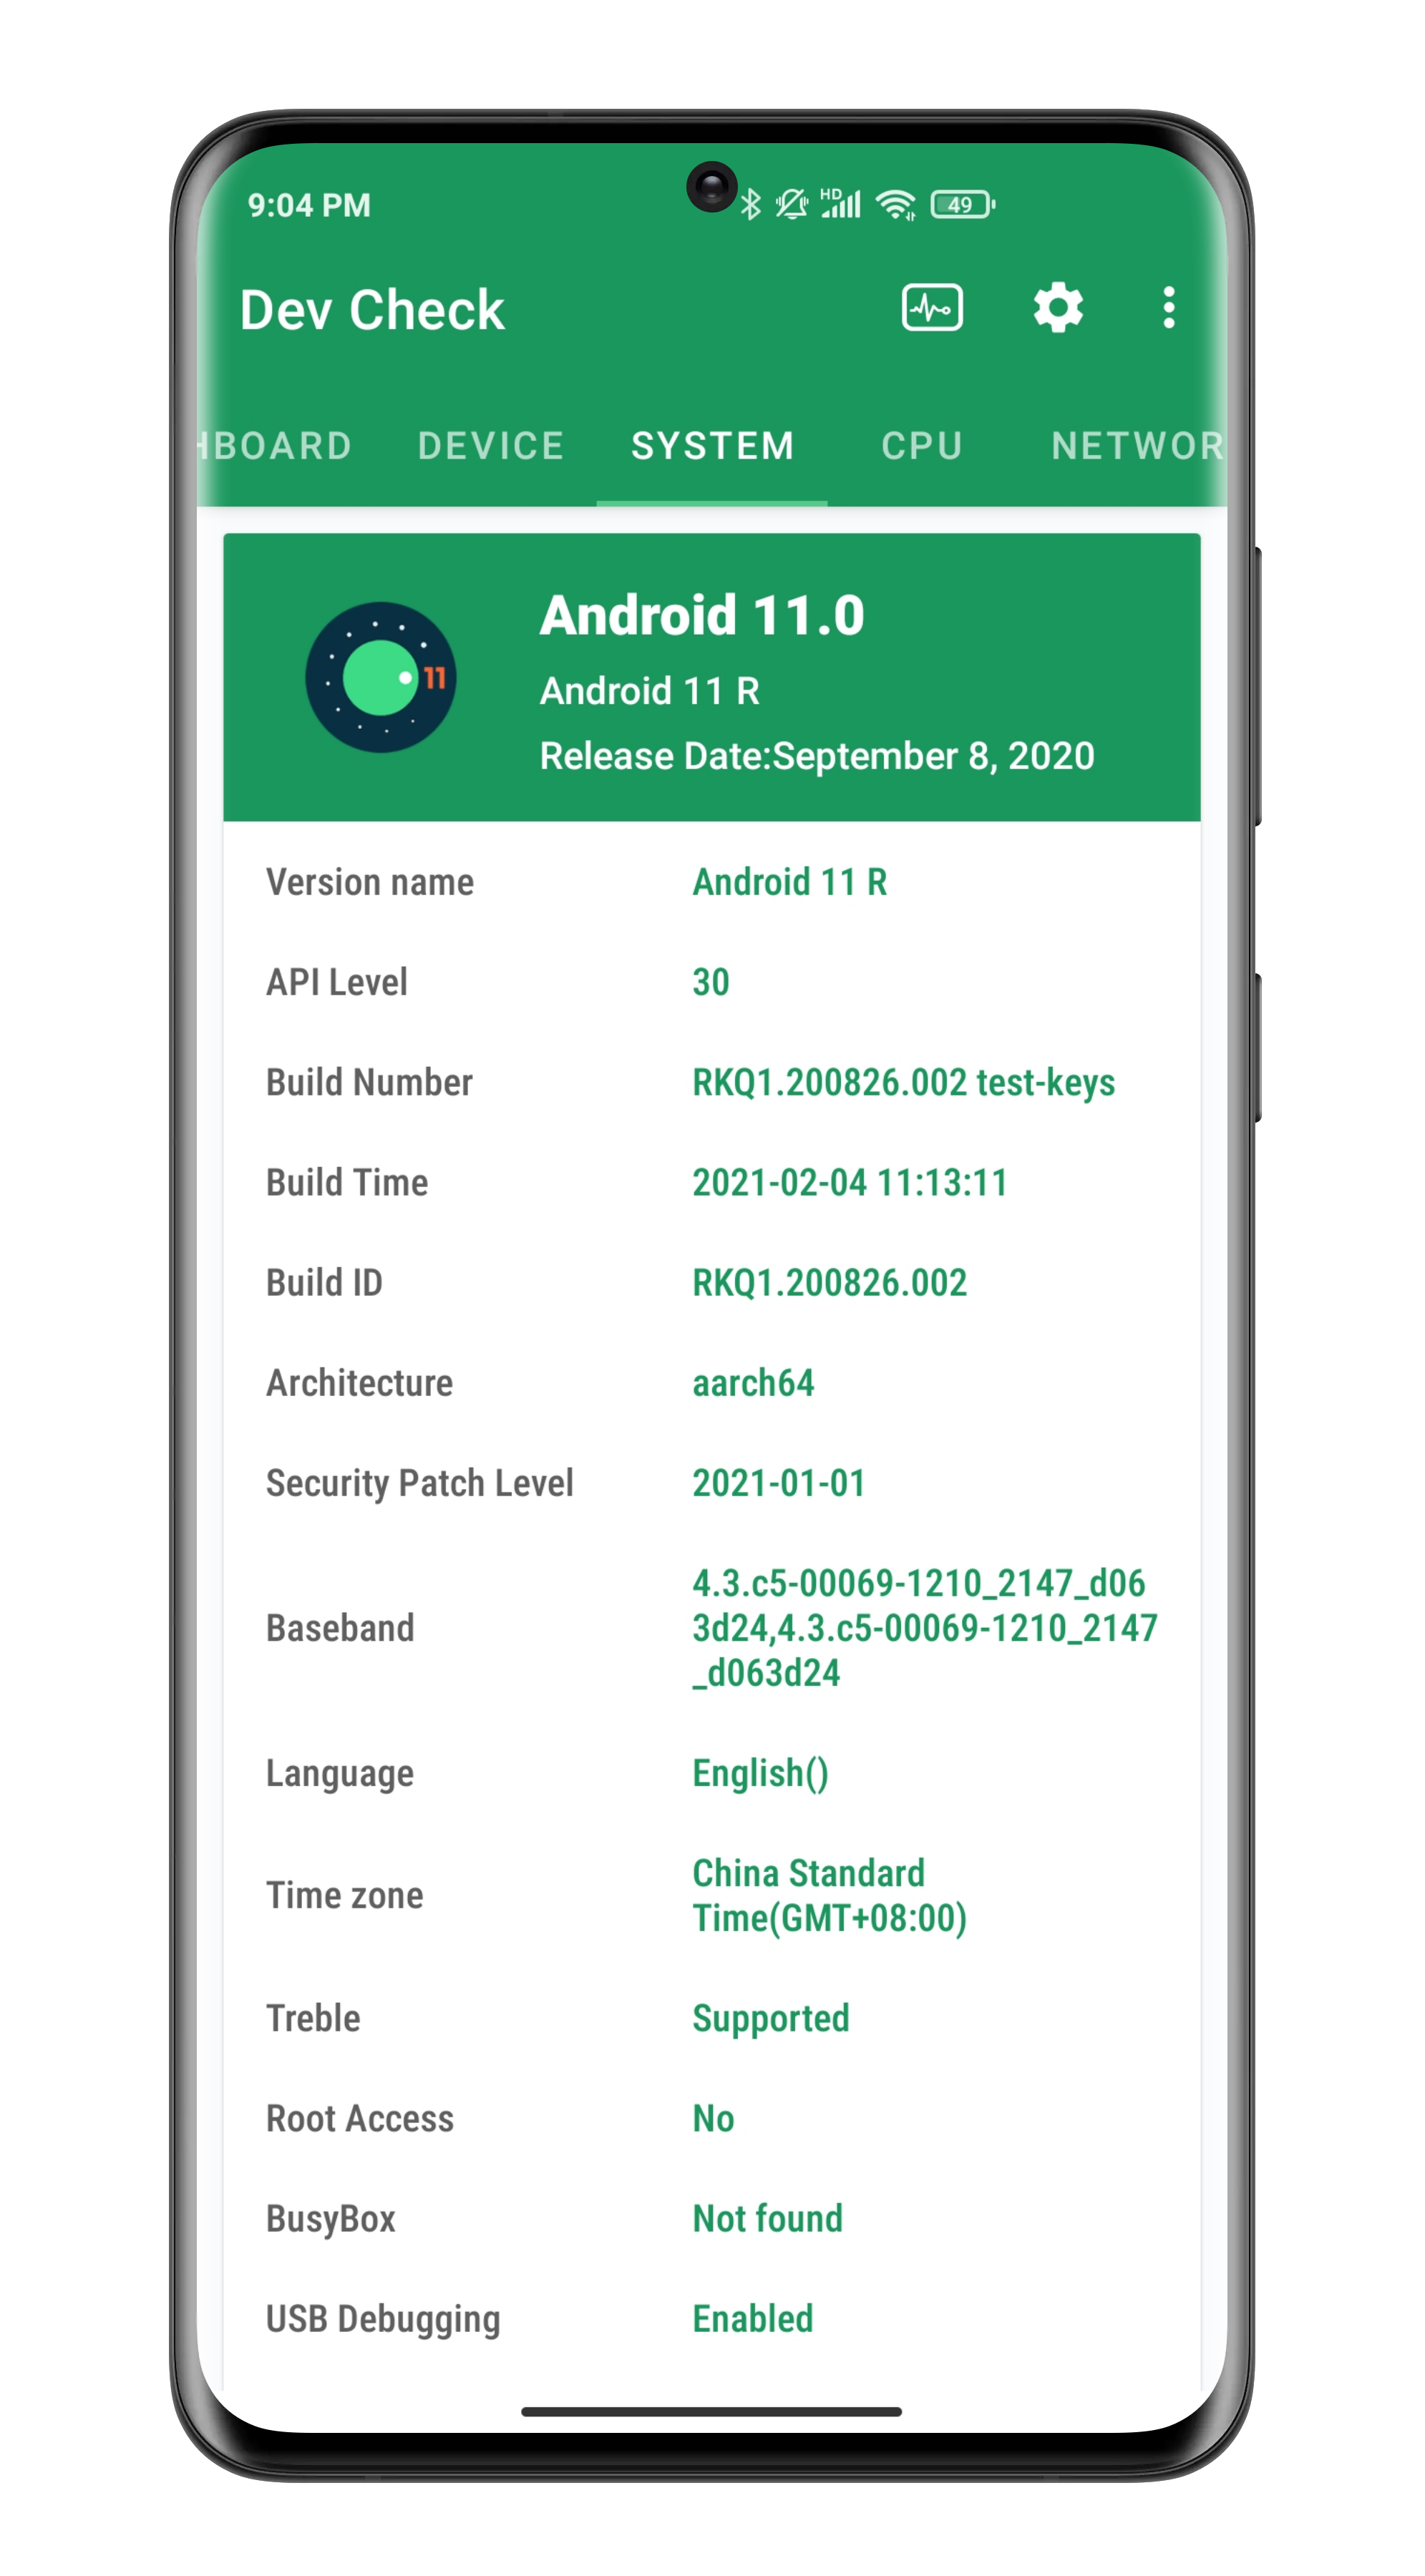 9:04 PM
HD
49
Dev Check
HBOARD DEVICE SYSTEM CPU NETWOR
11
Android 11.0
Android 11 R
Release Date:September 8, 2020
Version name Android 11 R
API Level 30
Build Number RKQ1.200826.002 test-keys
Build Time 2021-02-04 11:13:11
Build ID RKQ1.200826.002
Architecture aarch64
Security Patch Level 2021-01-01
Baseband 4.3.c5-00069-1210_2147_d06
3d24,4.3.c5-00069-1210_2147
_d063d24
Language English()
Time zone China Standard
Time(GMT+08:00)
Treble Supported
Root Access No
BusyBox Not found
USB Debugging Enabled